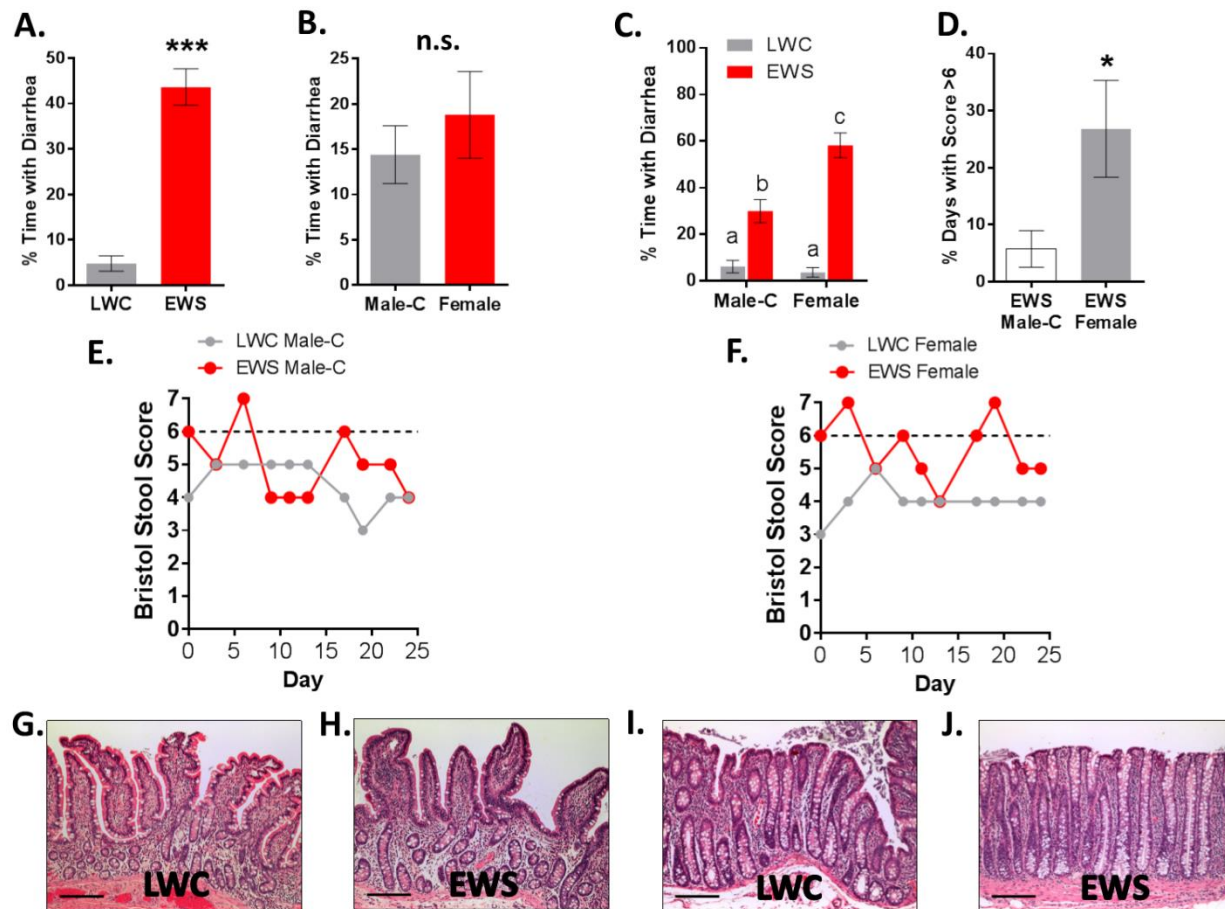 A.
***
% Time with Diarrhea
50
40
30
20
10
0
LWC EWS
B.
n.s.
% Time with Diarrhea
25
20
15
10
5
0
Male-C Female
C.
LWC
EWS
% Time with Diarrhea
100
80
60
40
20
0
a b a c
Male-C Female
D.
*
% Days with Score >6
40
30
20
10
0
EWS EWS
Male-C Female
E.
LWC Male-C
EWS Male-C
Bristol Stool Score
7
6
5
4
3
2
1
0
0 5 10 15 20 25
Day
F.
LWC Female
EWS Female
Bristol Stool Score
7
6
5
4
3
2
1
0
0 5 10 15 20 25
Day
G.
LWC
H.
EWS
I.
LWC
J.
EWS